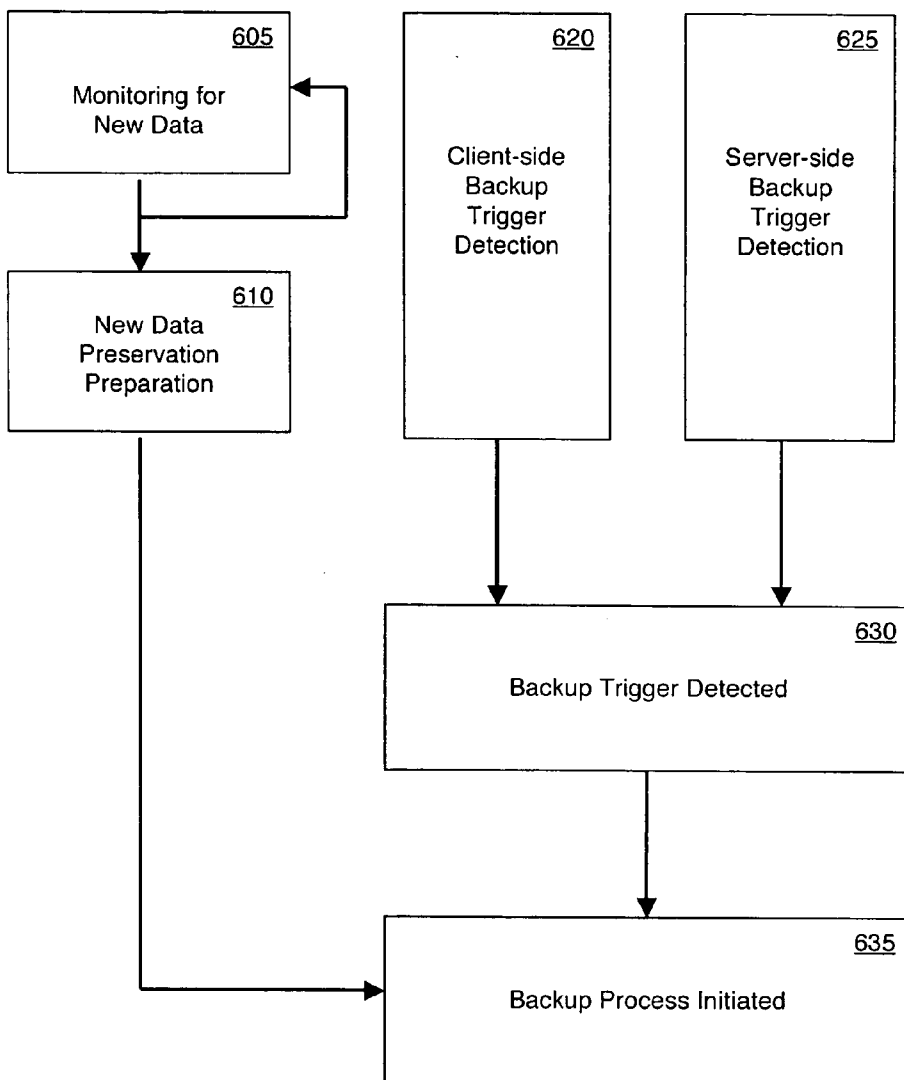 605
Monitoring for
New Data
610
New Data
Preservation
Preparation
620
Client-side
Backup
Trigger
Detection
625
Server-side
Backup
Trigger
Detection
630
Backup Trigger Detected
635
Backup Process Initiated